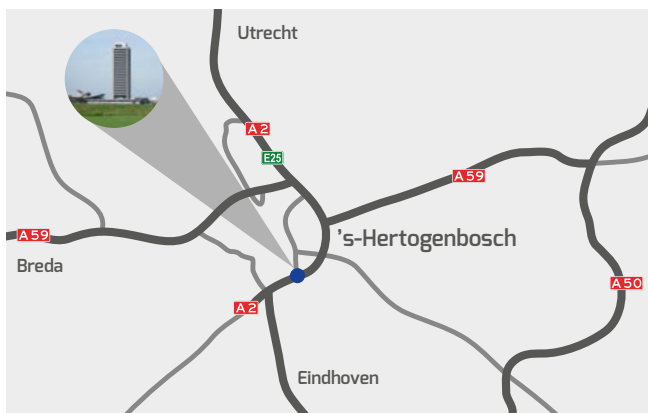 Utrecht
A2
E25
A59
's-Hertogenbosch
A59
Breda
A50
A2
Eindhoven